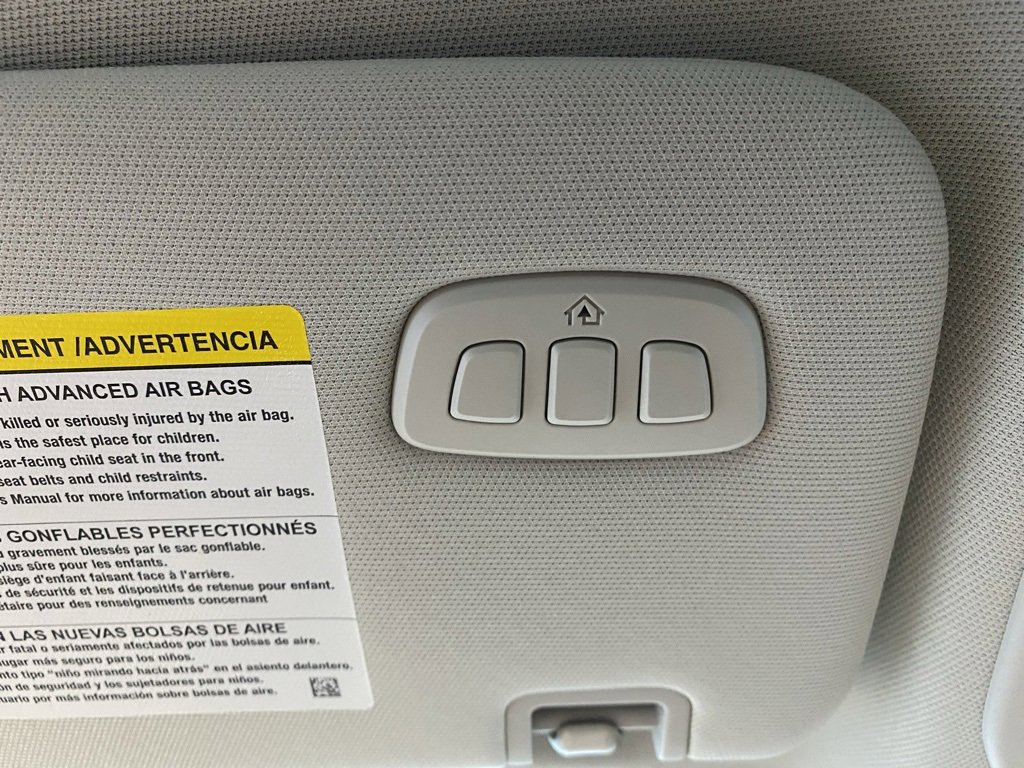 MENT /ADVERTENCIA
H ADVANCED AIR BAGS
killed or seriously injured by the air bag.
is the safest place for children.
ear-facing child seat in the front.
seat belts and child restraints.
s Manual for more information about air bags.
GONFLABLES PERFECTIONNÉS
gravement blessés par le sac gonflable.
plus sûre pour les enfants.
siège d'enfant faisant face à l'arrière.
de sécurité et les dispositifs de retenue pour enfant.
étaire pour des renseignements concernant
A LAS NUEVAS BOLSAS DE AIRE
r fatal o seriamente afectados por las bolsas de aire.
ugar más seguro para los niños.
nto tipo "niño mirando hacia atrás" en el asiento delantero.
ón de seguridad y los sujetadores para niños.
uario por más información sobre bolsas de aire.